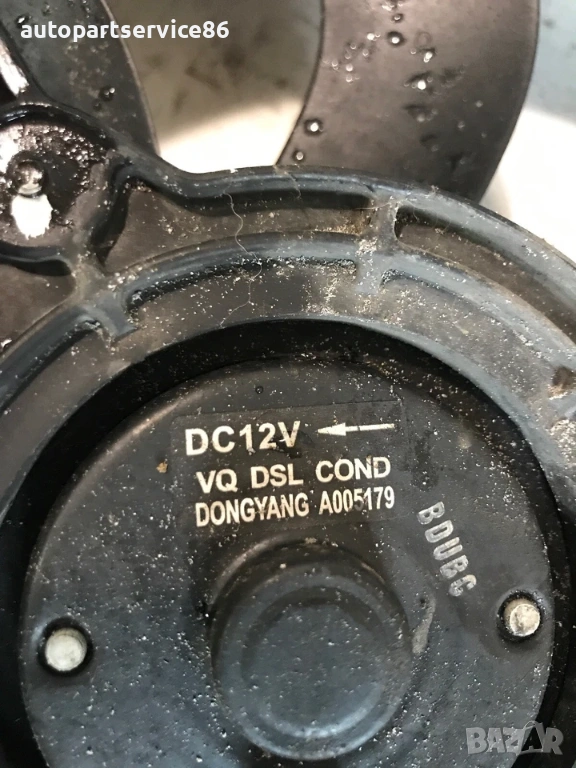 autopartservice86
DC12V ←
VQ DSL COND
DONGYANG A005179
BDUBC
BAZAR